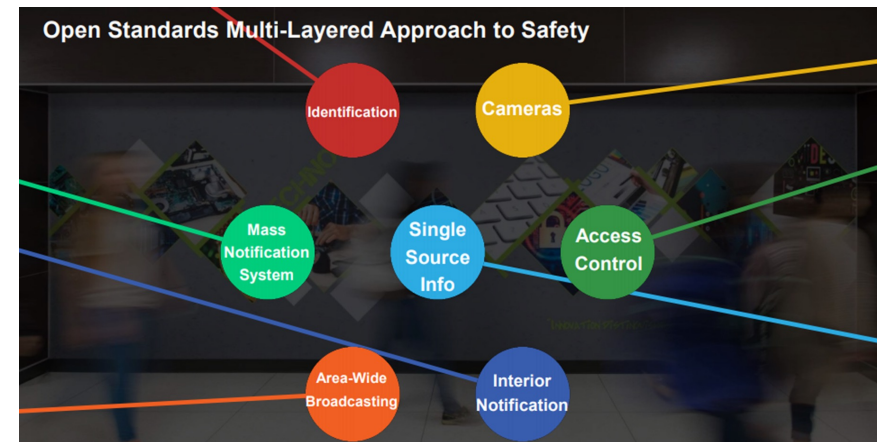 Open Standards Multi-Layered Approach to Safety
Identification
Cameras
Mass
Notification
System
Single
Source
Info
Access
Control
Area-Wide
Broadcasting
Interior
Notification